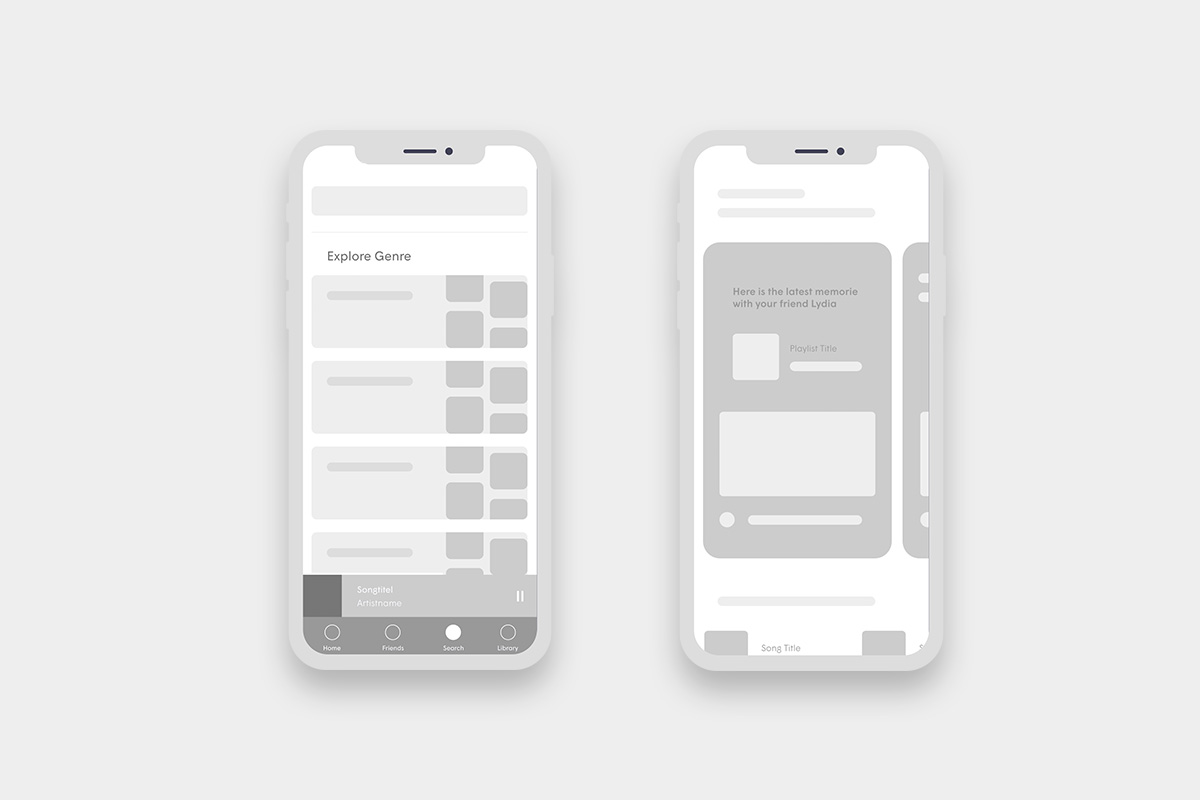 Explore Genre
Songtitel
Artistname
Home
Friends
Search
Library
Here is the latest memorie
with your friend Lydia
Playlist Title
Song Title